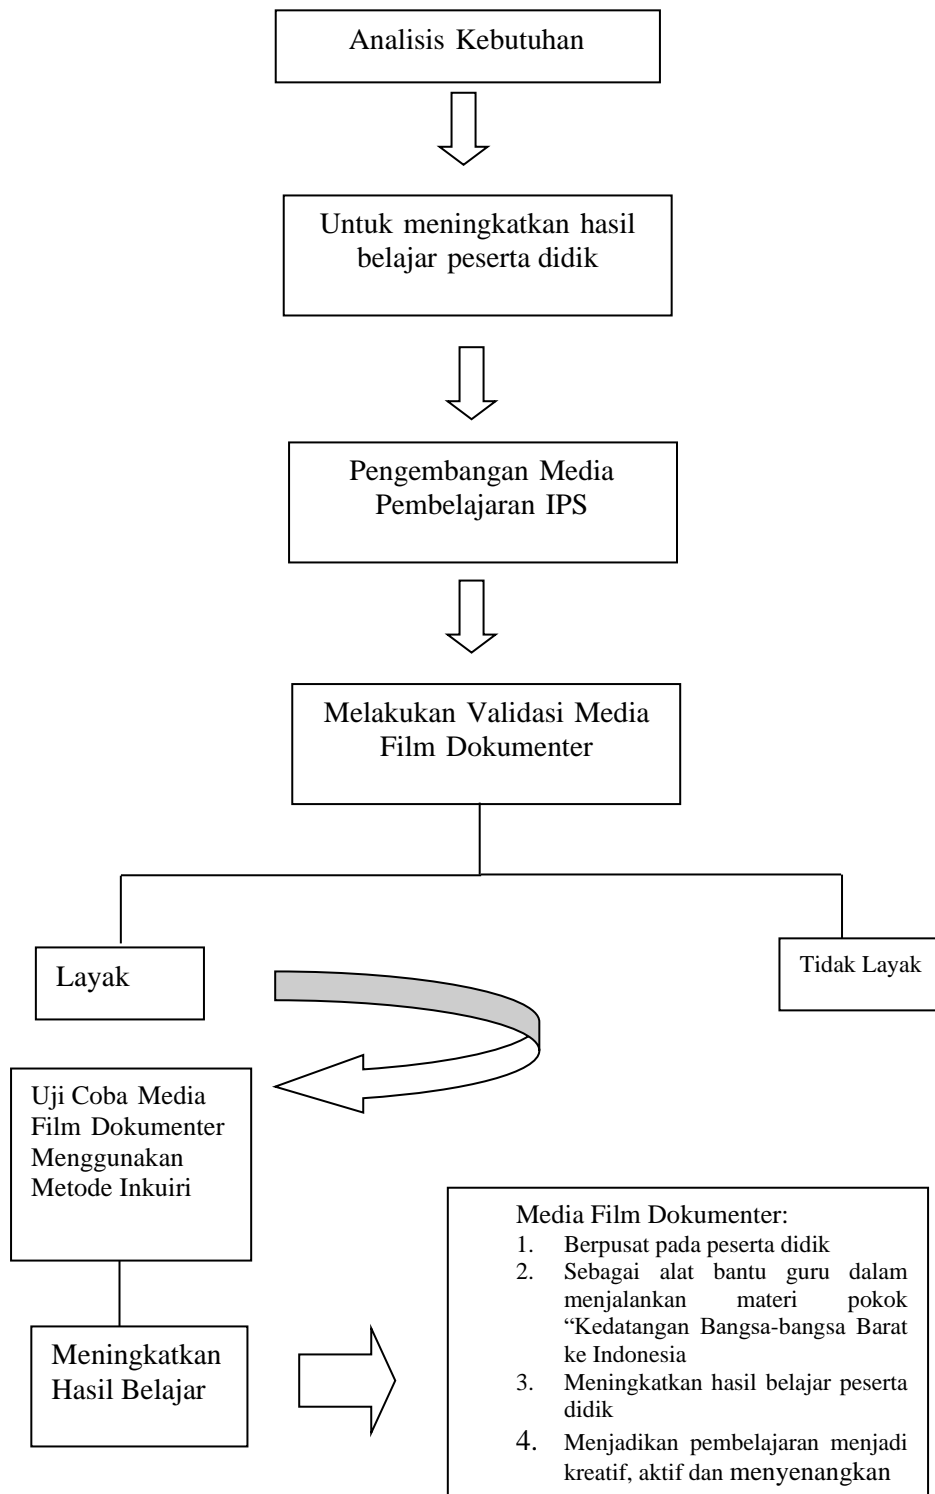 Analisis Kebutuhan
Untuk meningkatkan hasil
belajar peserta didik
Pengembangan Media
Pembelajaran IPS
Melakukan Validasi Media
Film Dokumenter
Layak
Tidak Layak
Uji Coba Media
Film Dokumenter
Menggunakan
Metode Inkuiri
Meningkatkan
Hasil Belajar
Media Film Dokumenter:
1. Berpusat pada peserta didik
2. Sebagai alat bantu guru dalam
menjalankan materi pokok
“Kedatangan Bangsa-bangsa Barat
ke Indonesia
3. Meningkatkan hasil belajar peserta
didik
4. Menjadikan pembelajaran menjadi
kreatif, aktif dan menyenangkan